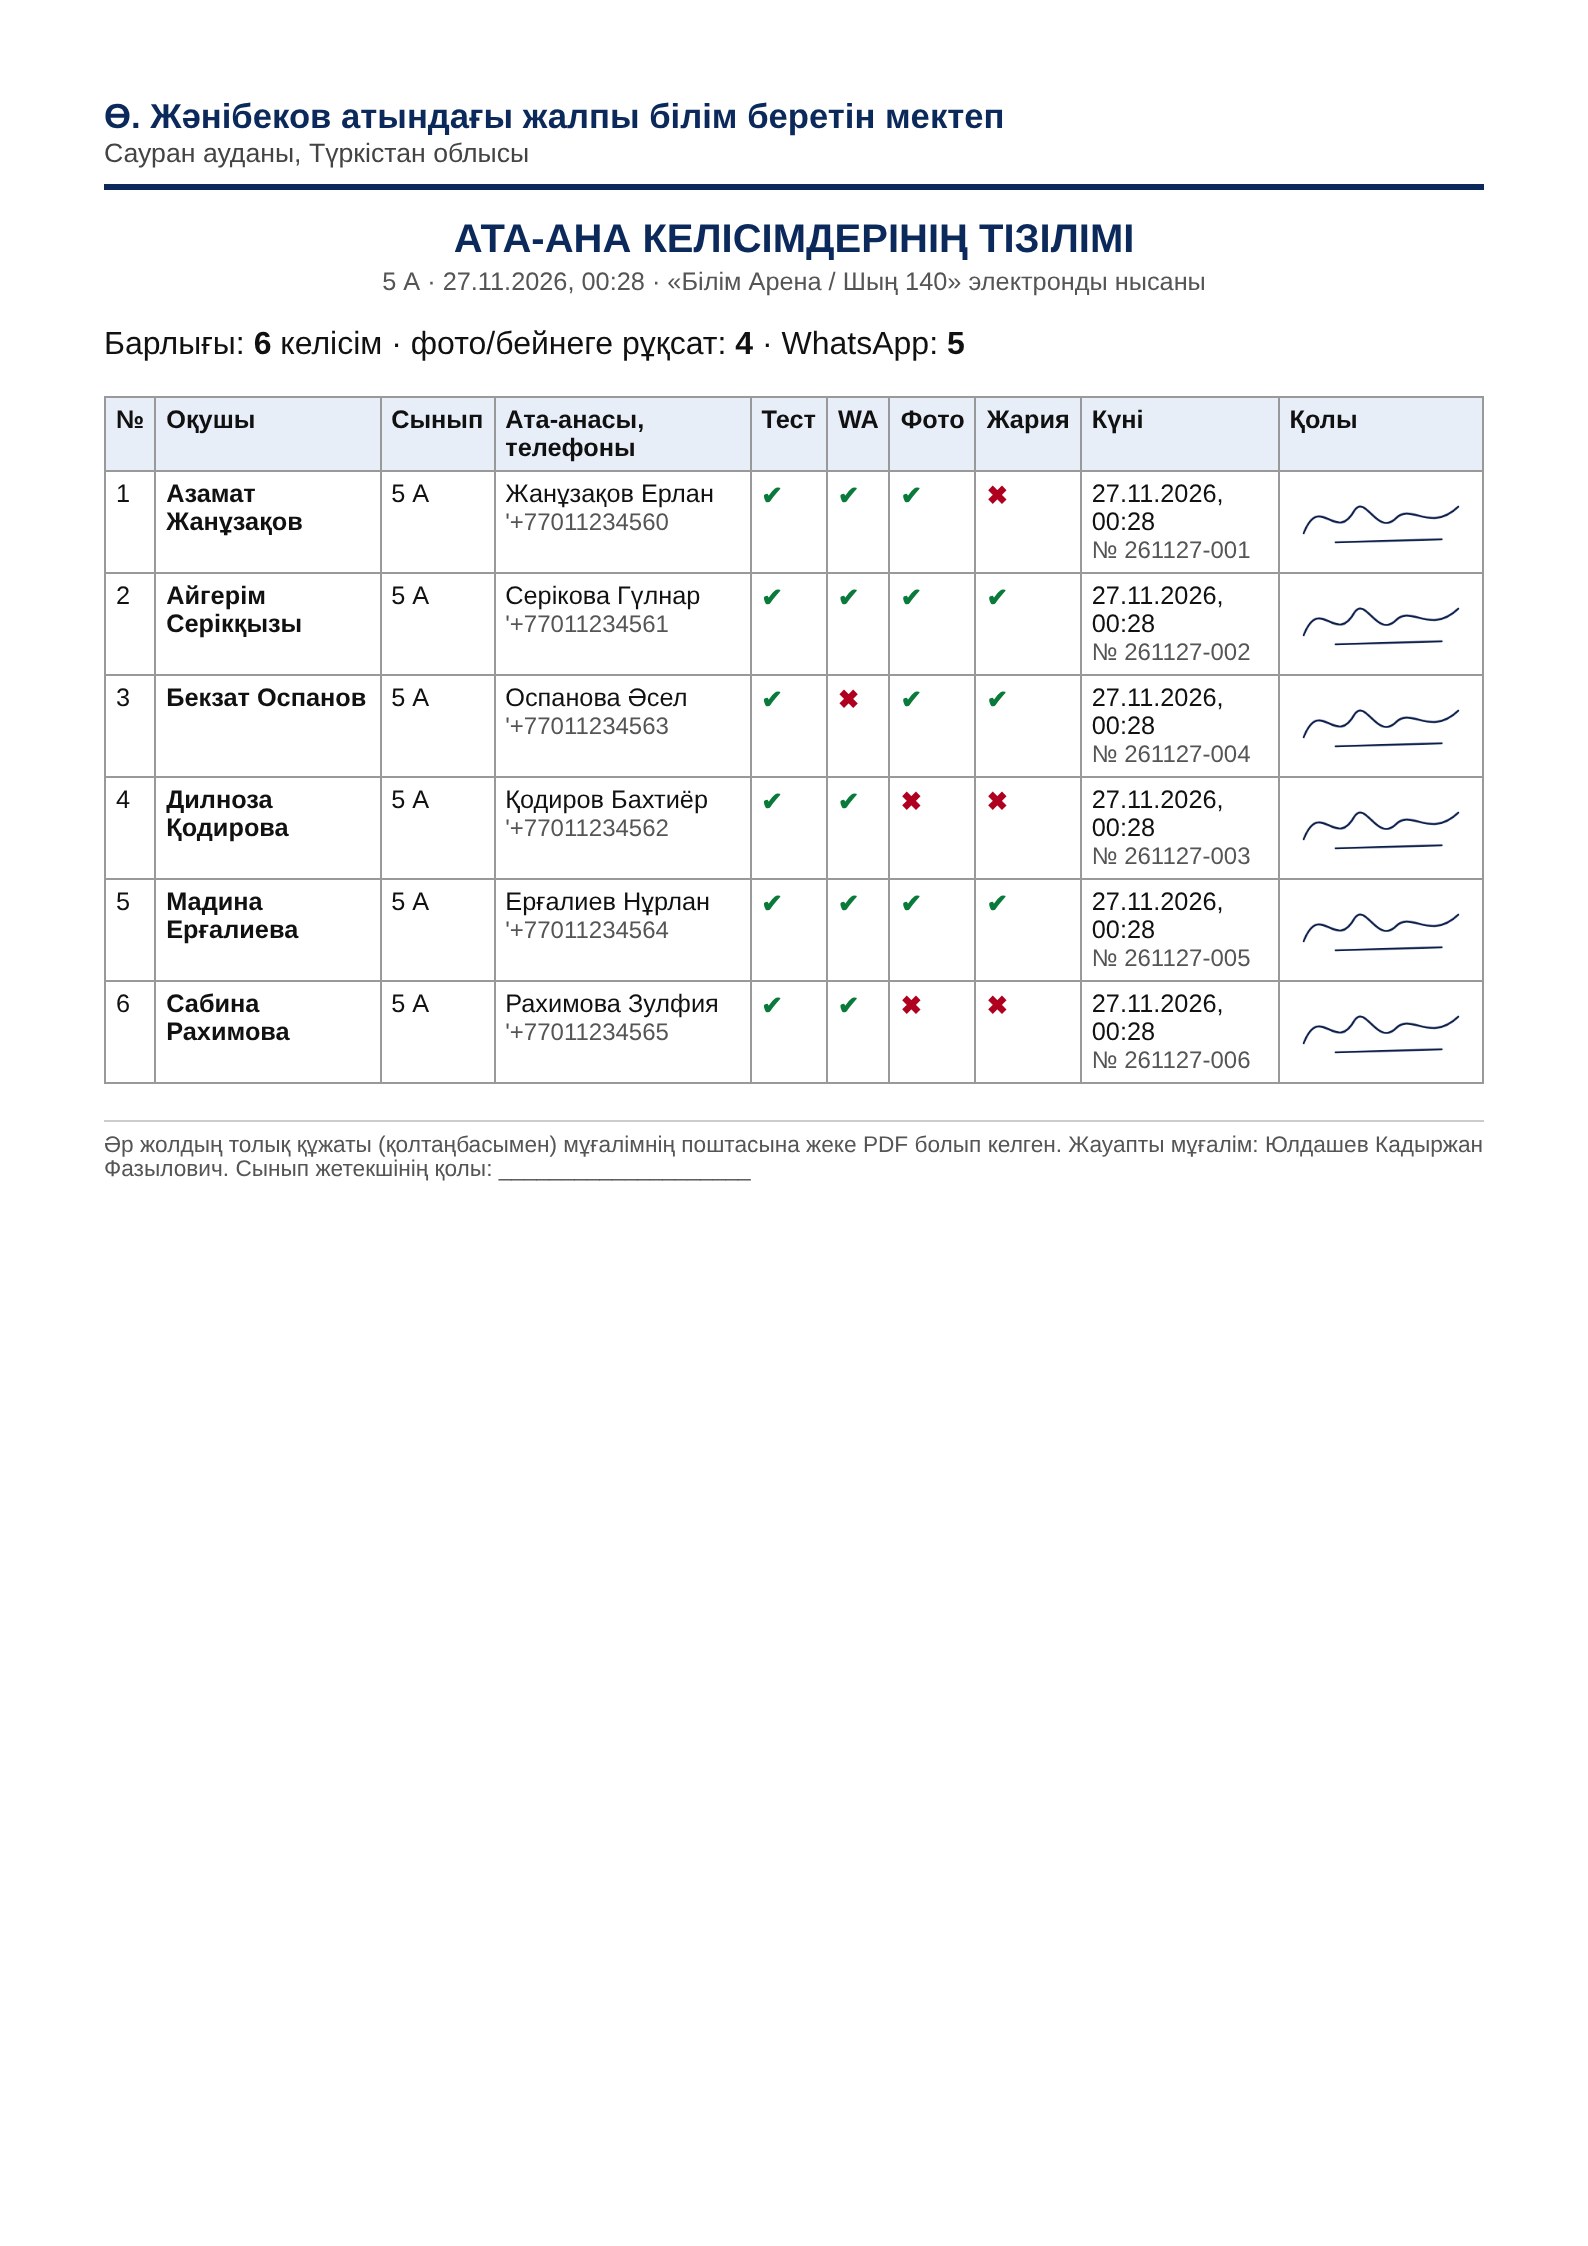 Ө. Жәнібеков атындағы жалпы білім беретін мектеп
Сауран ауданы, Түркістан облысы
АТА-АНА КЕЛІСІМДЕРІНІҢ ТІЗІЛІМІ
5 А · 27.11.2026, 00:28 · «Білім Арена / Шың 140» электронды нысаны
Барлығы: 6 келісім · фото/бейнеге рұқсат: 4 · WhatsApp: 5
№ Оқушы Сынып Ата-анасы, Тест WA Фото Жария Күні Қолы
телефоны
1 Азамат 5 А Жанұзақов Ерлан ✔ ✔ ✔ ✖ 27.11.2026,
Жанұзақов '+77011234560 00:28
№ 261127-001
2 Айгерім 5 А Серікова Гүлнар ✔ ✔ ✔ ✔ 27.11.2026,
Серікқызы '+77011234561 00:28
№ 261127-002
3 Бекзат Оспанов 5 А Оспанова Әсел ✔ ✖ ✔ ✔ 27.11.2026,
'+77011234563 00:28
№ 261127-004
4 Дилноза 5 А Қодиров Бахтиёр ✔ ✔ ✖ ✖ 27.11.2026,
Қодирова '+77011234562 00:28
№ 261127-003
5 Мадина 5 А Ерғалиев Нұрлан ✔ ✔ ✔ ✔ 27.11.2026,
Ерғалиева '+77011234564 00:28
№ 261127-005
6 Сабина 5 А Рахимова Зулфия ✔ ✔ ✖ ✖ 27.11.2026,
Рахимова '+77011234565 00:28
№ 261127-006
Әр жолдың толық құжаты (қолтаңбасымен) мұғалімнің поштасына жеке PDF болып келген. Жауапты мұғалім: Юлдашев Кадыржан
Фазылович. Сынып жетекшінің қолы: ____________________